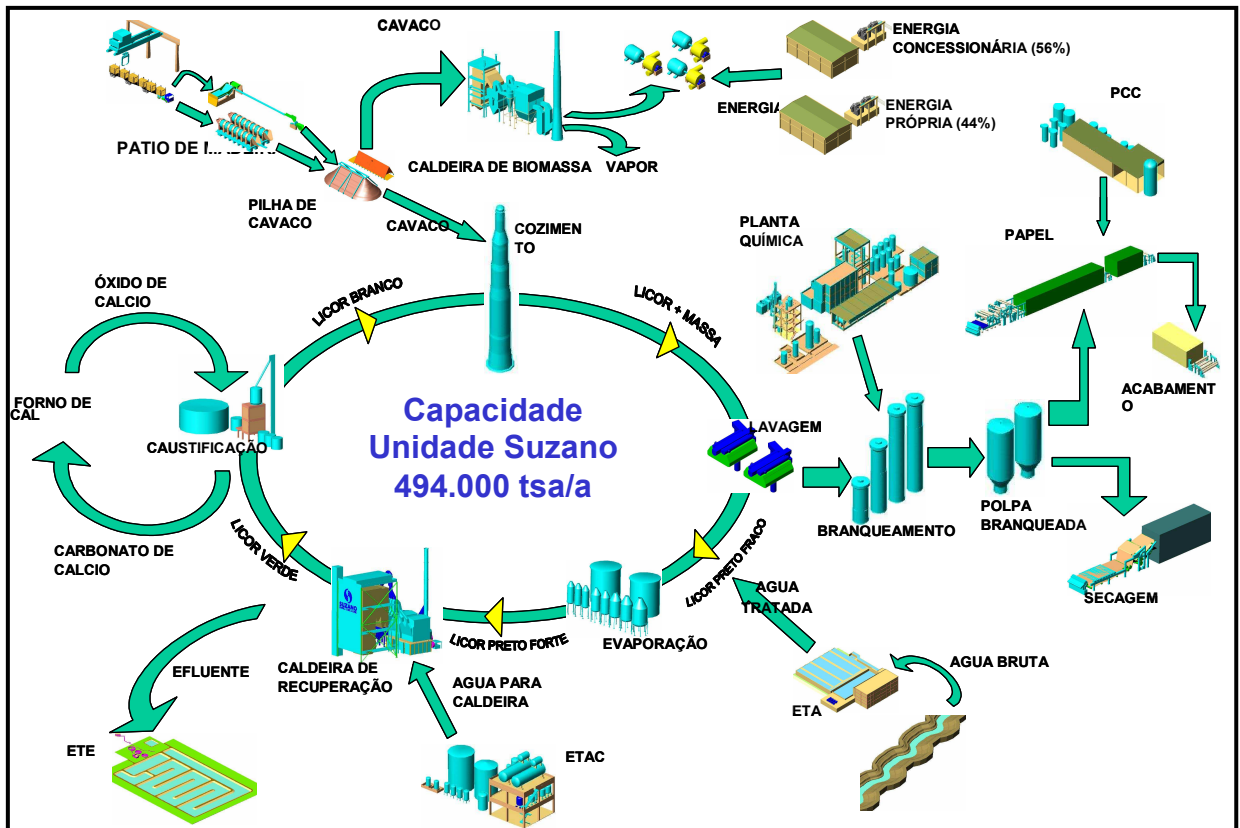 CAVACO
ENERGIA
CONCESSIONÁRIA (56%)
ENERGIA
ENERGIA
PRÓPRIA (44%)
PCC
PATIO DE
CALDEIRA DE BIOMASSA
VAPOR
PILHA DE
CAVACO
CAVACO
COZIMEN
TO
PLANTA
QUÍMICA
PAPEL
ÓXIDO DE
CALCIO
LICOR BRANCO
LICOR + MASSA
FORNO DE
CAL
CAUSTIFICAÇÃO
Capacidade
Unidade Suzano
494.000 tsa/a
LAVAGEM
ACABAMENT
O
BRANQUEAMENTO
POLPA
BRANQUEADA
CARBONATO DE
CALCIO
LICOR VERDE
LICOR PRETO FRACO
AGUA
TRATADA
SECAGEM
SUZANO
LICOR PRETO FORTE
EVAPORAÇÃO
EFLUENTE
CALDEIRA DE
RECUPERAÇÃO
AGUA PARA
CALDEIRA
AGUA BRUTA
ETA
ETE
ETAC